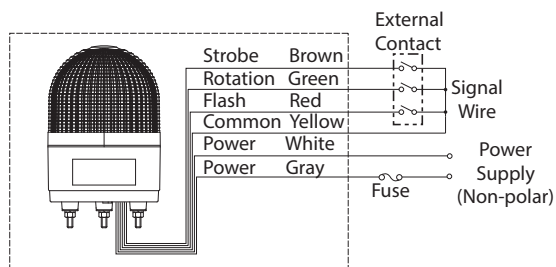 External
Contact
Strobe Brown
Rotation Green
Flash Red
Common Yellow
Power White
Power Gray
Signal
Wire
Fuse
Power
Supply
(Non-polar)